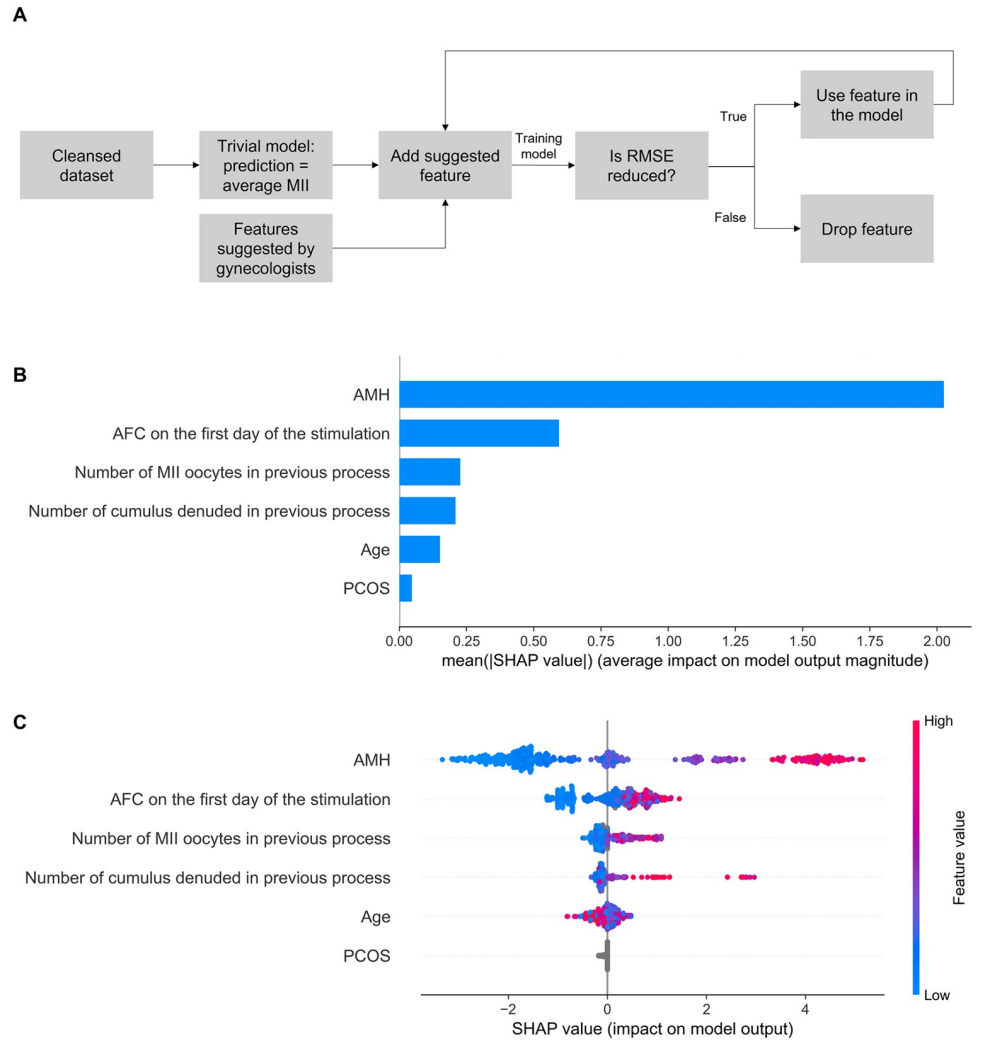 A
Cleansed
dataset
Trivial model:
prediction =
average MII
Features
suggested by
gynecologists
Add suggested
feature
Training
model
Is RMSE
reduced?
True
False
Use feature in
the model
Drop feature
B
AMH
AFC on the first day of the stimulation
Number of MII oocytes in previous process
Number of cumulus denuded in previous process
Age
PCOS
0.00 0.25 0.50 0.75 1.00 1.25 1.50 1.75 2.00
mean(|SHAP value|) (average impact on model output magnitude)
C
High
AMH
AFC on the first day of the stimulation
Number of MII oocytes in previous process
Number of cumulus denuded in previous process
Age
PCOS
Feature value
Low
−2 0 2 4
SHAP value (impact on model output)